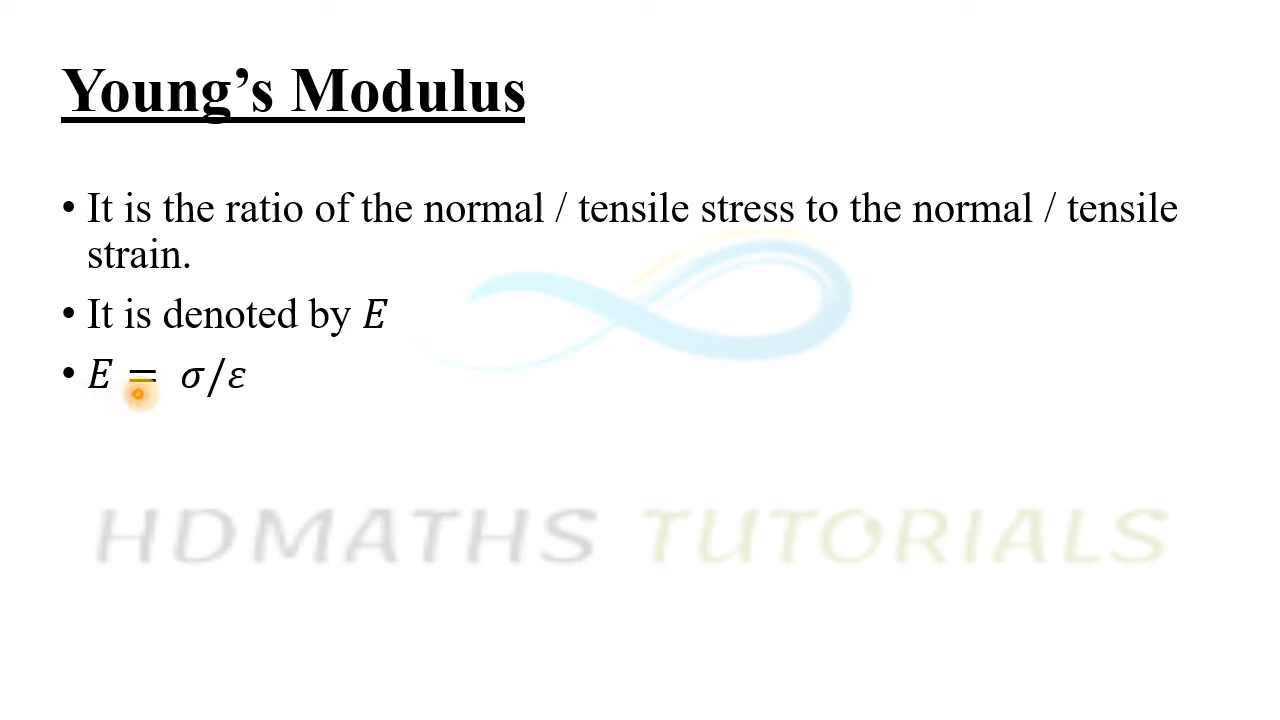 Young’s Modulus
• It is the ratio of the normal / tensile stress to the normal / tensile
strain.
• It is denoted by 𝐸
• 𝐸 = 𝜎/𝜀
HDMATHS TUTORIALS